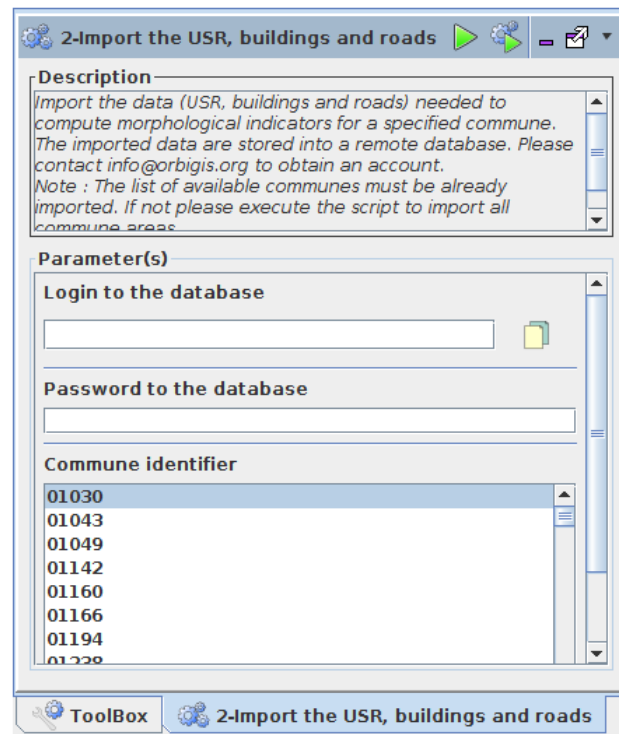 2-Import the USR, buildings and roads
Description
Import the data (USR, buildings and roads) needed to
compute morphological indicators for a specified commune.
The imported data are stored into a remote database. Please
contact info@orbigis.org to obtain an account.
Note : The list of available communes must be already
imported. If not please execute the script to import all
commune areas
Parameter(s)
Login to the database
Password to the database
Commune identifier
01030
01043
01049
01142
01160
01166
01194
01238
ToolBox
2-Import the USR, buildings and roads